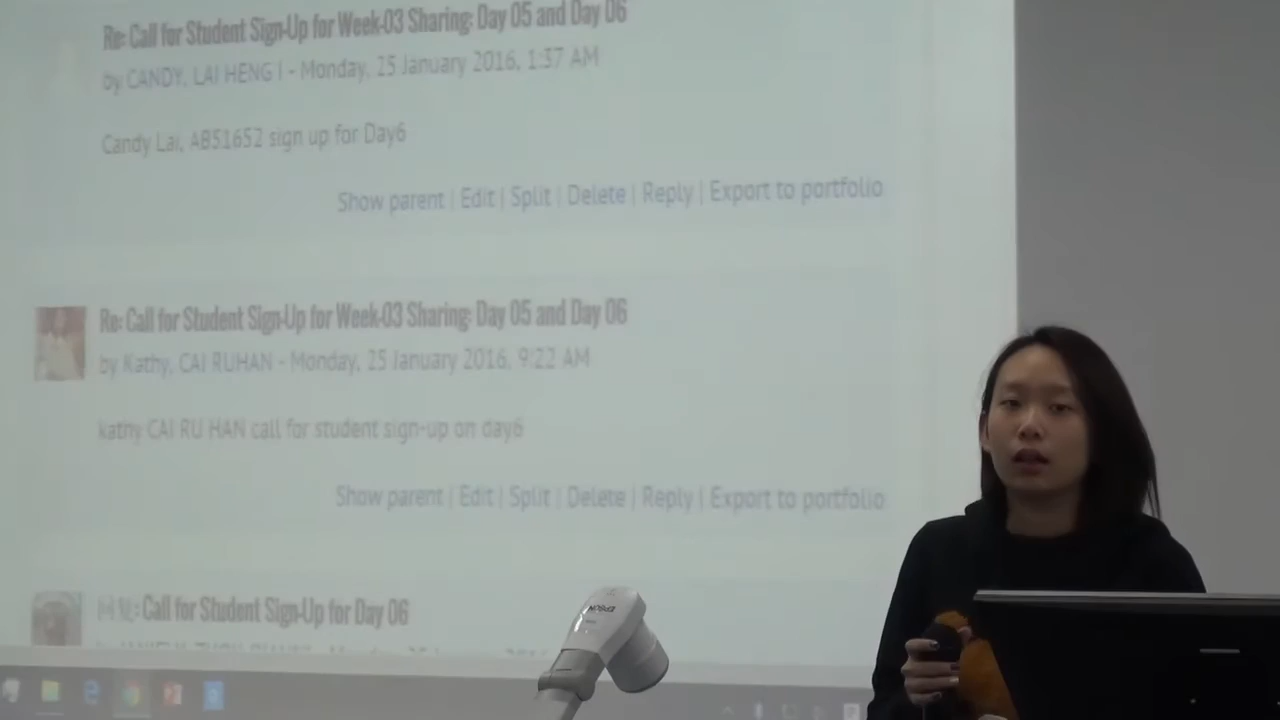 Re: Call for Student Sign-Up for Week-03 Sharing: Day 05 and Day 06
by CANDY, LAI HENG I - Monday, 25 January 2016, 1:37 AM
Candy Lai, AB51652 sign up for Day6
Show parent | Edit | Split | Delete | Reply | Export to portfolio
Re: Call for Student Sign-Up for Week-03 Sharing: Day 05 and Day 06
by Kathy, CAI RUHAN - Monday, 25 January 2016, 9:22 AM
kathy CAI RU HAN call for student sign-up on day6
Show parent | Edit | Split | Delete | Reply | Export to portfolio
回复: Call for Student Sign-Up for Day 06
EPSON